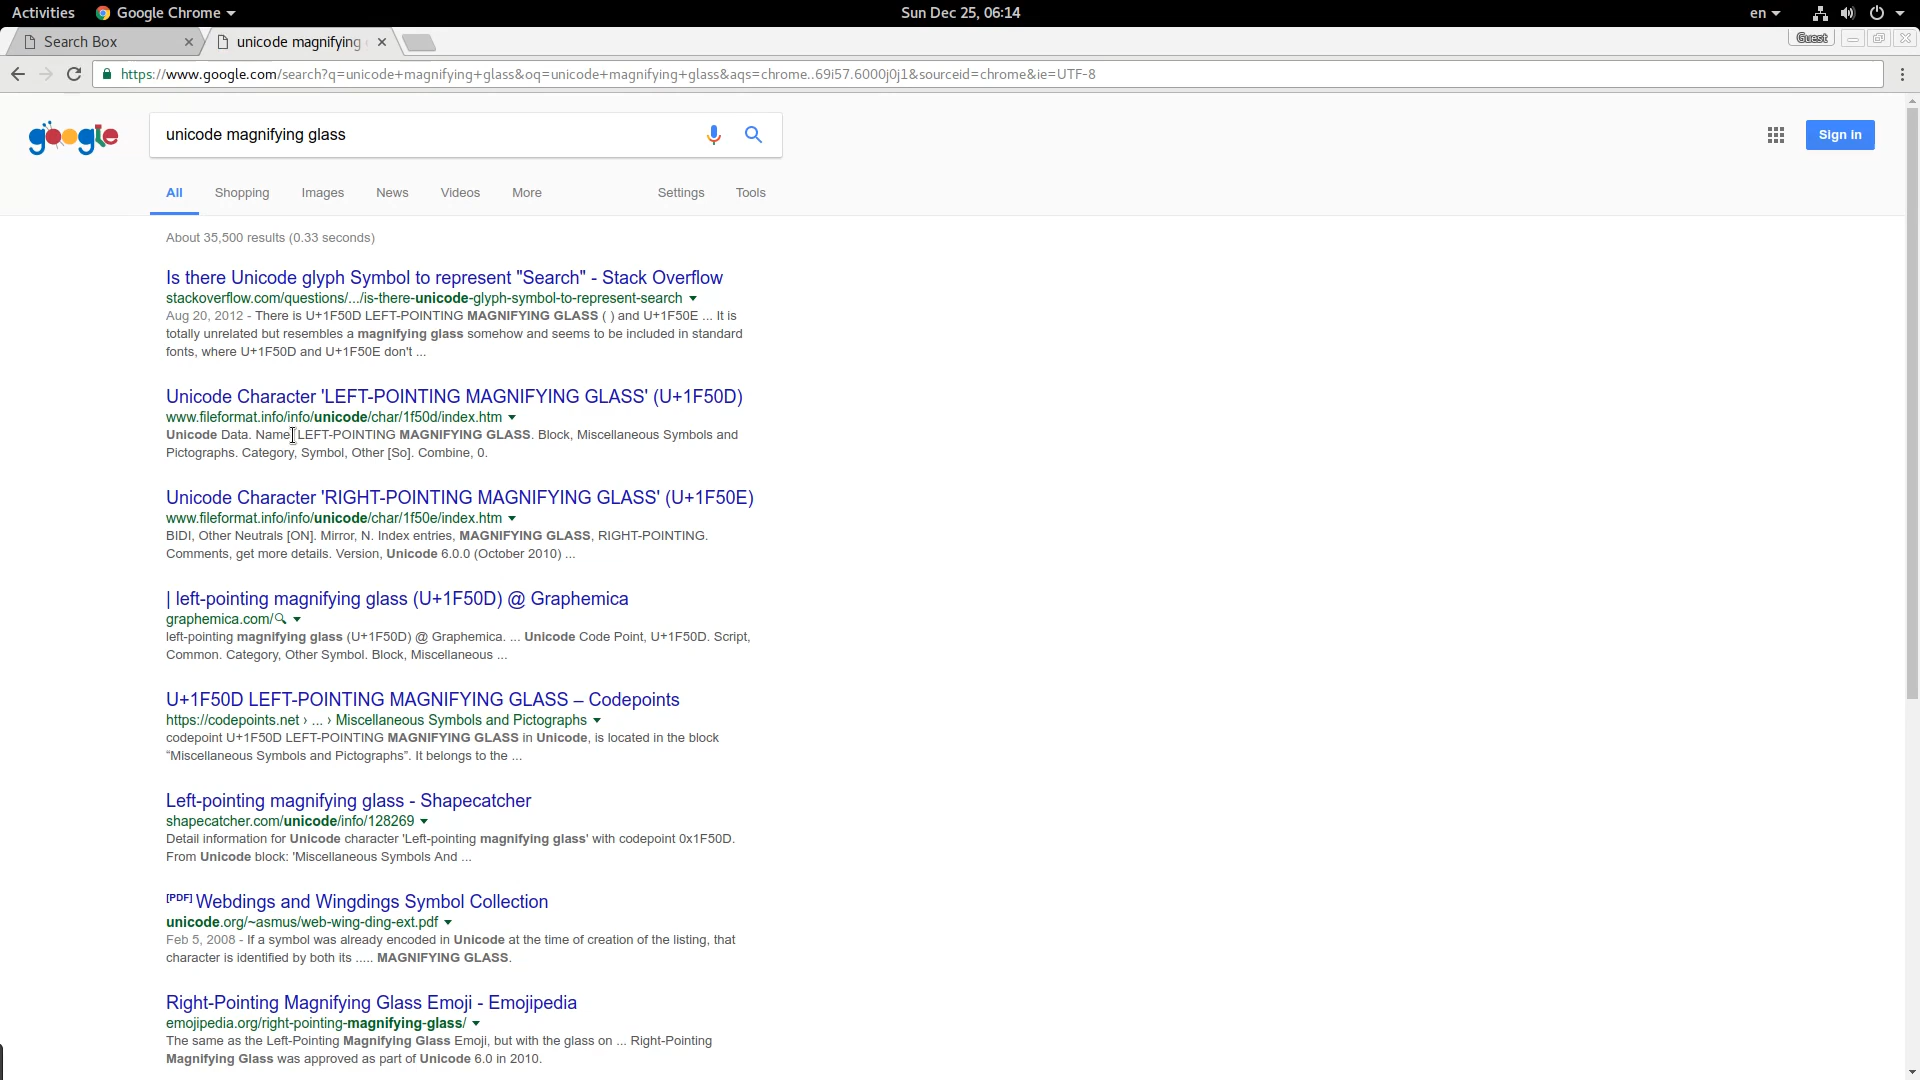 Activities Google Chrome Sun Dec 25, 06:14 en
Search Box unicode magnifying Guest
https://www.google.com/search?q=unicode+magnifying+glass&oq=unicode+magnifying+glass&aqs=chrome..69i57.6000j0j1&sourceid=chrome&ie=UTF-8
google unicode magnifying glass Sign in
All Shopping Images News Videos More Settings Tools
About 35,500 results (0.33 seconds)
Is there Unicode glyph Symbol to represent "Search" - Stack Overflow
stackoverflow.com/questions/.../is-there-unicode-glyph-symbol-to-represent-search
Aug 20, 2012 - There is U+1F50D LEFT-POINTING MAGNIFYING GLASS ( ) and U+1F50E ... It is
totally unrelated but resembles a magnifying glass somehow and seems to be included in standard
fonts, where U+1F50D and U+1F50E don't ...
Unicode Character 'LEFT-POINTING MAGNIFYING GLASS' (U+1F50D)
www.fileformat.info/info/unicode/char/1f50d/index.htm
Unicode Data. Name, LEFT-POINTING MAGNIFYING GLASS. Block, Miscellaneous Symbols and
Pictographs. Category, Symbol, Other [So]. Combine, 0.
Unicode Character 'RIGHT-POINTING MAGNIFYING GLASS' (U+1F50E)
www.fileformat.info/info/unicode/char/1f50e/index.htm
BIDI, Other Neutrals [ON]. Mirror, N. Index entries, MAGNIFYING GLASS, RIGHT-POINTING.
Comments, get more details. Version, Unicode 6.0.0 (October 2010) ...
| left-pointing magnifying glass (U+1F50D) @ Graphemica
graphemica.com/🔍
left-pointing magnifying glass (U+1F50D) @ Graphemica. ... Unicode Code Point, U+1F50D. Script,
Common. Category, Other Symbol. Block, Miscellaneous ...
U+1F50D LEFT-POINTING MAGNIFYING GLASS – Codepoints
https://codepoints.net › ... › Miscellaneous Symbols and Pictographs
codepoint U+1F50D LEFT-POINTING MAGNIFYING GLASS in Unicode, is located in the block
“Miscellaneous Symbols and Pictographs”. It belongs to the ...
Left-pointing magnifying glass - Shapecatcher
shapecatcher.com/unicode/info/128269
Detail information for Unicode character 'Left-pointing magnifying glass' with codepoint 0x1F50D.
From Unicode block: 'Miscellaneous Symbols And ...
[PDF] Webdings and Wingdings Symbol Collection
unicode.org/~asmus/web-wing-ding-ext.pdf
Feb 5, 2008 - If a symbol was already encoded in Unicode at the time of creation of the listing, that
character is identified by both its ..... MAGNIFYING GLASS.
Right-Pointing Magnifying Glass Emoji - Emojipedia
emojipedia.org/right-pointing-magnifying-glass/
The same as the Left-Pointing Magnifying Glass Emoji, but with the glass on ... Right-Pointing
Magnifying Glass was approved as part of Unicode 6.0 in 2010.